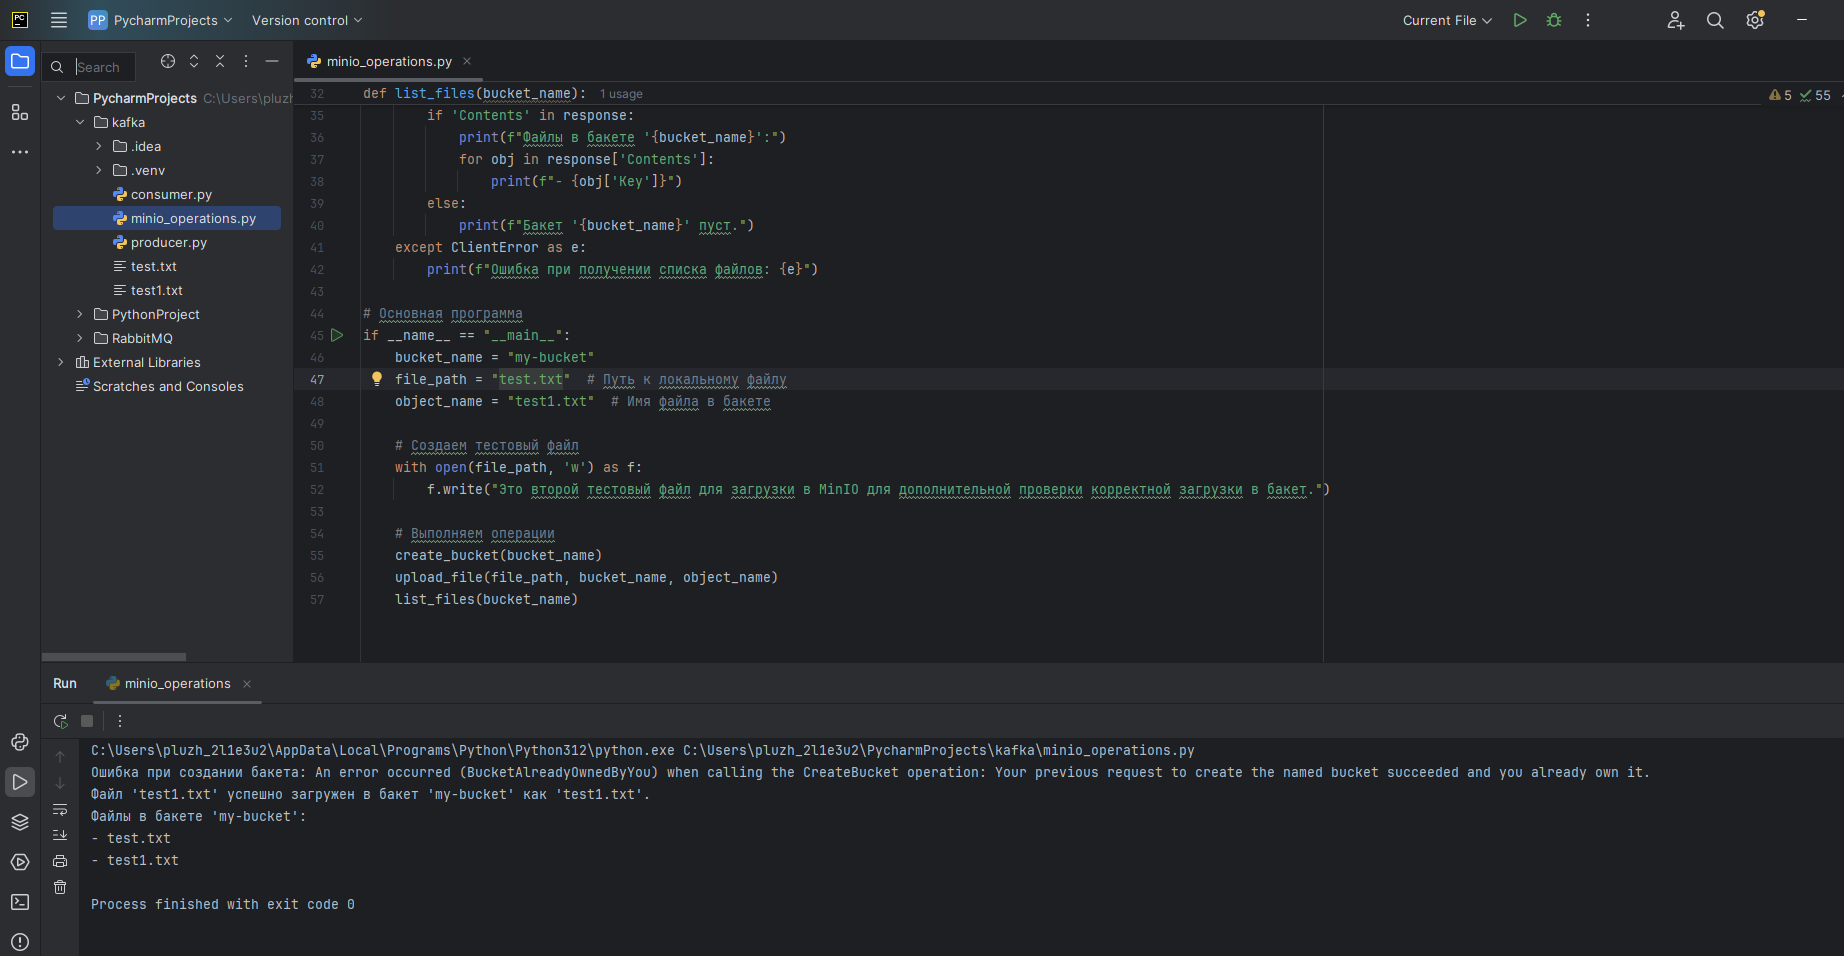 PC PP PycharmProjects Version control Current File
Search
minio_operations.py
PycharmProjects C:\Users\pluzh
kafka
.idea
.venv
consumer.py
minio_operations.py
producer.py
test.txt
test1.txt
PythonProject
RabbitMQ
External Libraries
Scratches and Consoles
5 55
32 def list_files(bucket_name): 1 usage
35 if 'Contents' in response:
36 print(f"Файлы в бакете '{bucket_name}':")
37 for obj in response['Contents']:
38 print(f"- {obj['Key']}")
39 else:
40 print(f"Бакет '{bucket_name}' пуст.")
41 except ClientError as e:
42 print(f"Ошибка при получении списка файлов: {e}")
43
44 # Основная программа
45 if __name__ == "__main__":
46 bucket_name = "my-bucket"
47 file_path = "test.txt" # Путь к локальному файлу
48 object_name = "test1.txt" # Имя файла в бакете
49
50 # Создаем тестовый файл
51 with open(file_path, 'w') as f:
52 f.write("Это второй тестовый файл для загрузки в MinIO для дополнительной проверки корректной загрузки в бакет.")
53
54 # Выполняем операции
55 create_bucket(bucket_name)
56 upload_file(file_path, bucket_name, object_name)
57 list_files(bucket_name)
Run minio_operations
C:\Users\pluzh_2l1e3u2\AppData\Local\Programs\Python\Python312\python.exe C:\Users\pluzh_2l1e3u2\PycharmProjects\kafka\minio_operations.py
Ошибка при создании бакета: An error occurred (BucketAlreadyOwnedByYou) when calling the CreateBucket operation: Your previous request to create the named bucket succeeded and you already own it.
Файл 'test1.txt' успешно загружен в бакет 'my-bucket' как 'test1.txt'.
Файлы в бакете 'my-bucket':
- test.txt
- test1.txt
Process finished with exit code 0